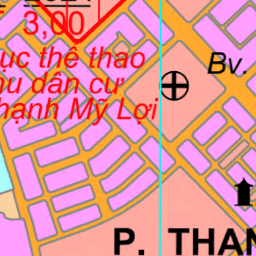 3,00
ục thể thao
u dân cư
hạnh Mỹ Lợi
Bv.
P. THAN